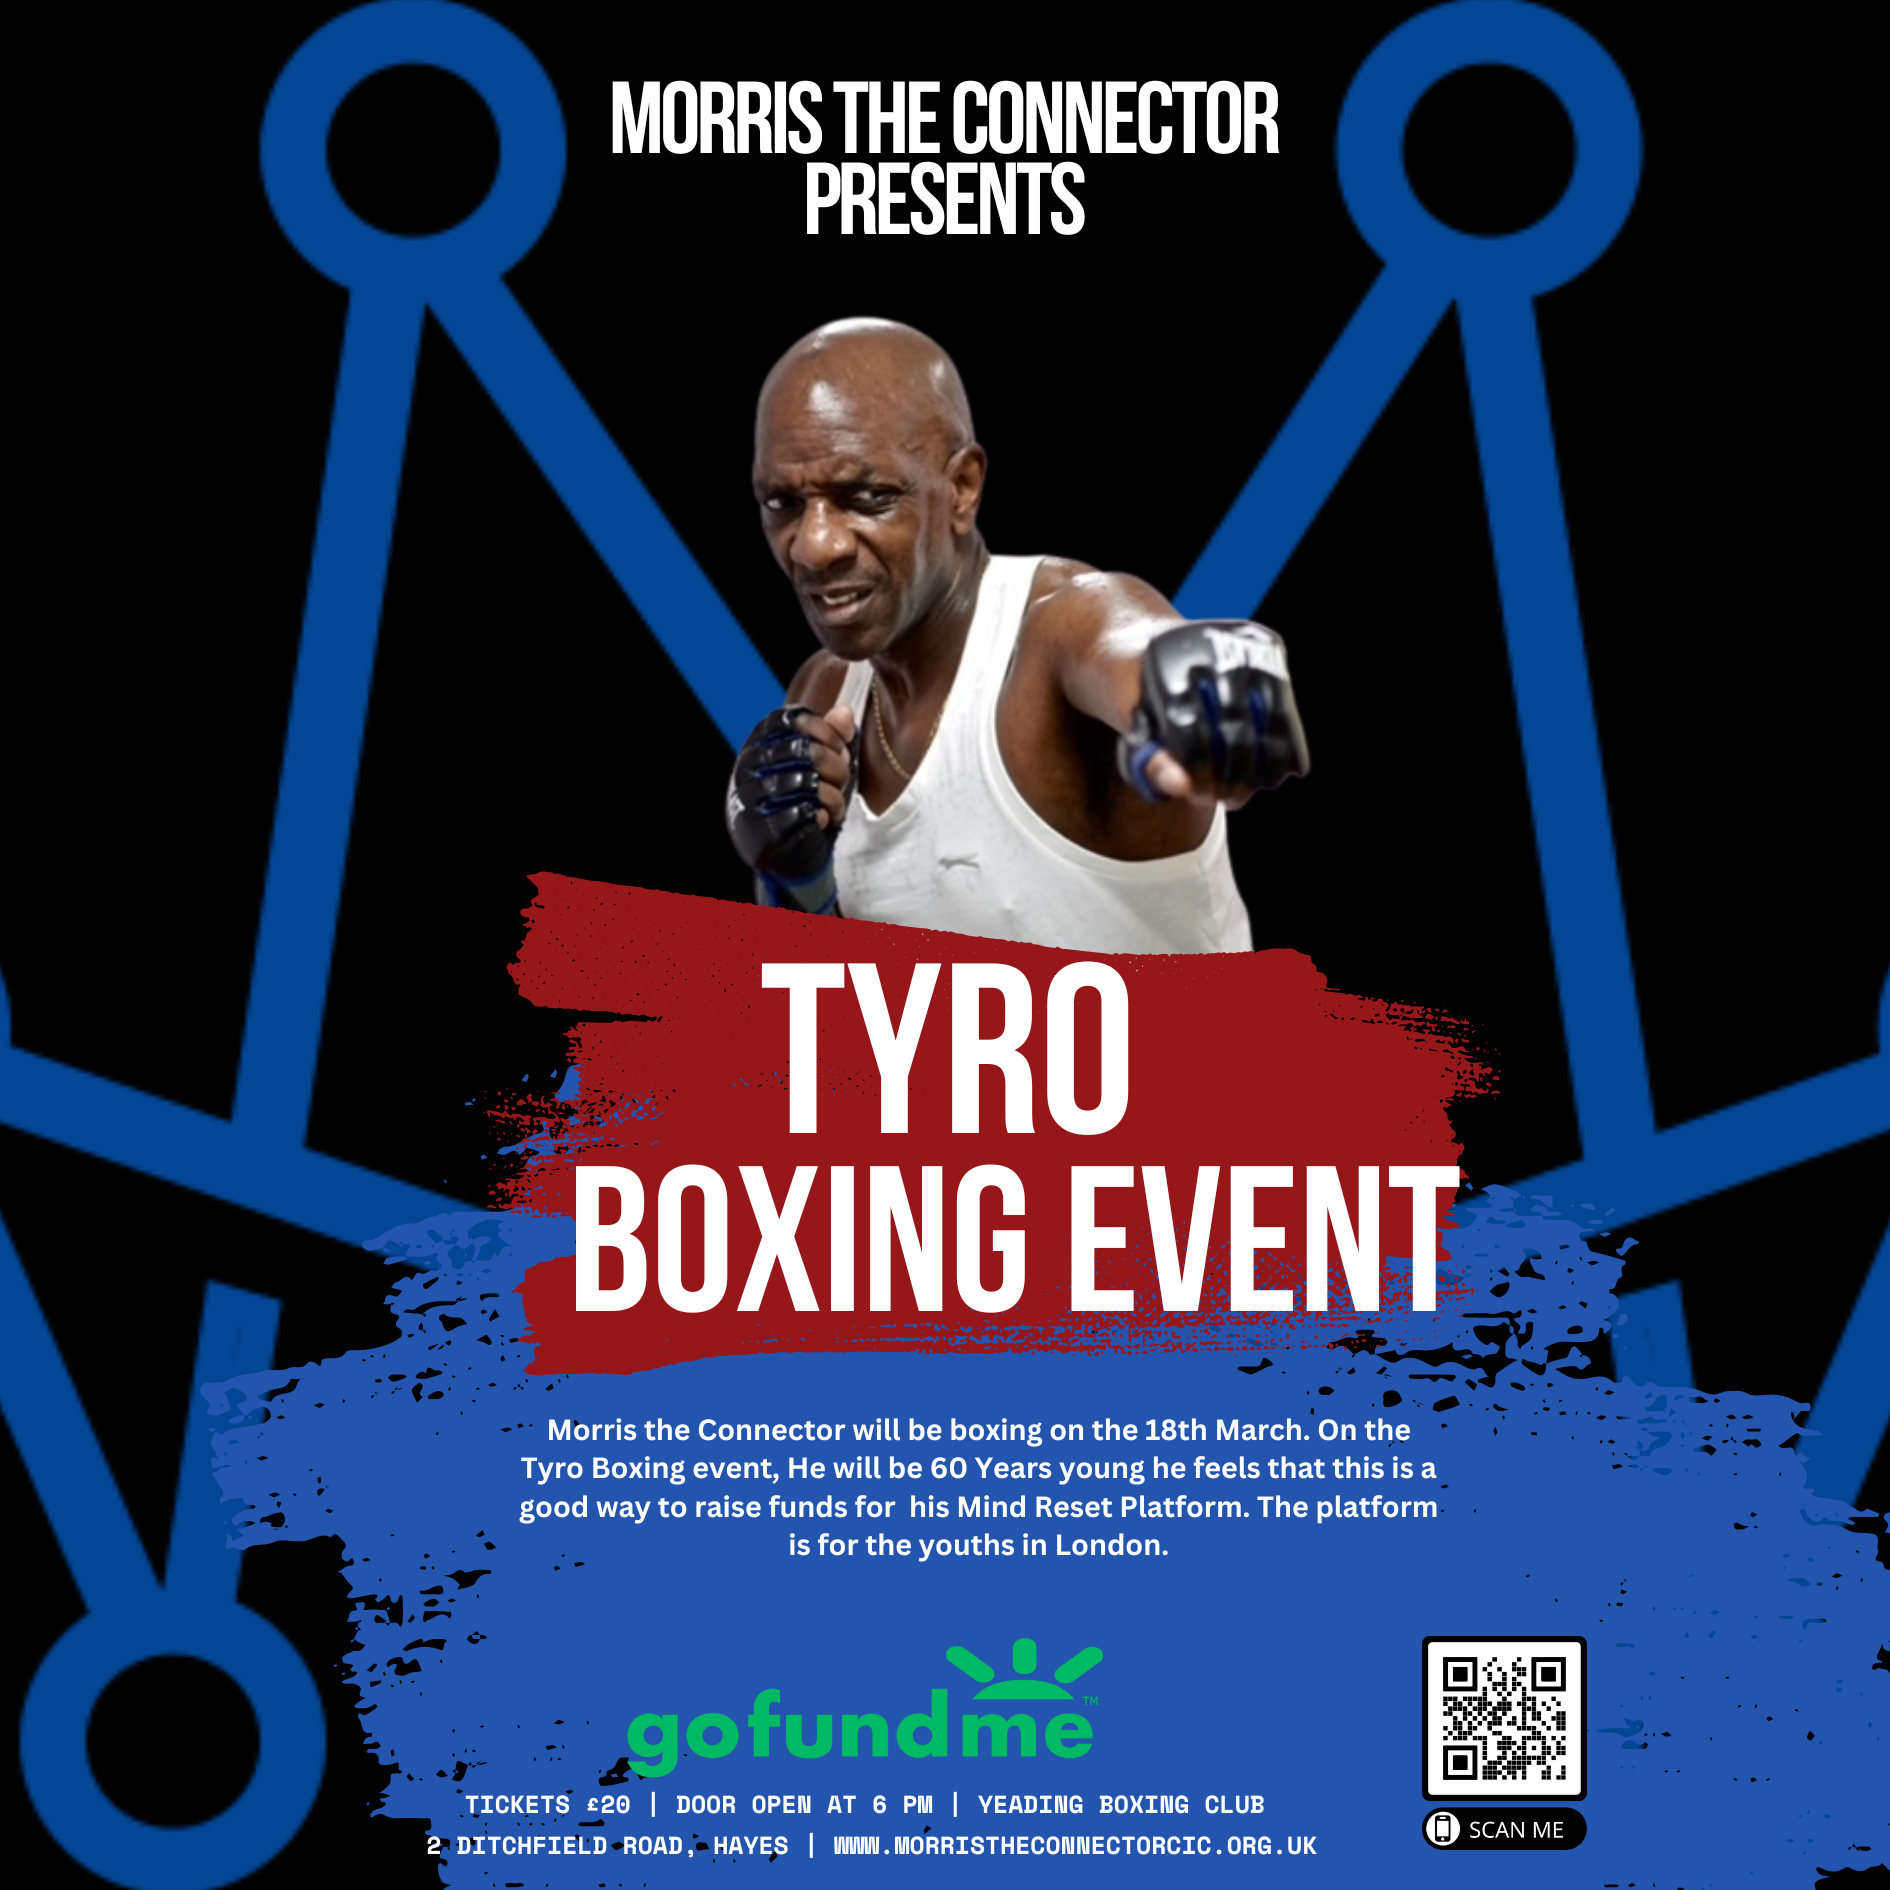 MORRIS THE CONNECTOR
PRESENTS
TYRO
BOXING EVENT
Morris the Connector will be boxing on the 18th March. On the
Tyro Boxing event, He will be 60 Years young he feels that this is a
good way to raise funds for  his Mind Reset Platform. The platform
is for the youths in London.
gofundme™
TICKETS £20 | DOOR OPEN AT 6 PM | YEADING BOXING CLUB
2 DITCHFIELD ROAD, HAYES | WWW.MORRISTHECONNECTORCIC.ORG.UK
SCAN ME